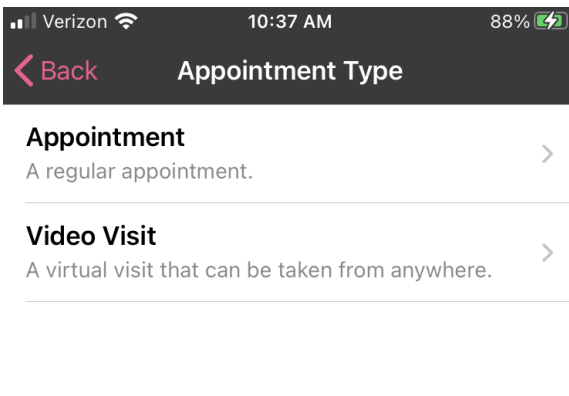 Verizon 10:37 AM 88%
Back Appointment Type
Appointment
A regular appointment.
Video Visit
A virtual visit that can be taken from anywhere.